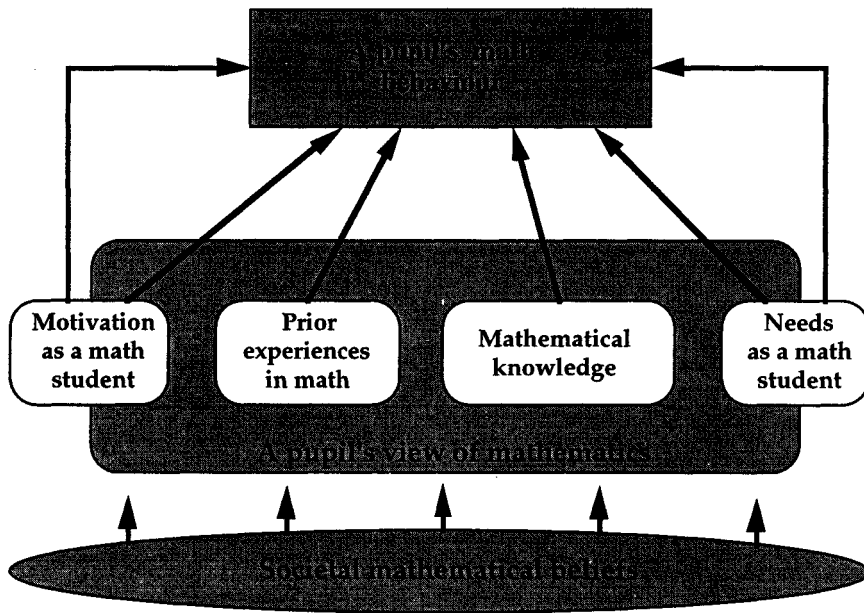 A pupil's math
behaviour
Motivation
as a math
student
Prior
experiences
in math
Mathematical
knowledge
Needs
as a math
student
A pupil's view of mathematics
Societal mathematical beliefs